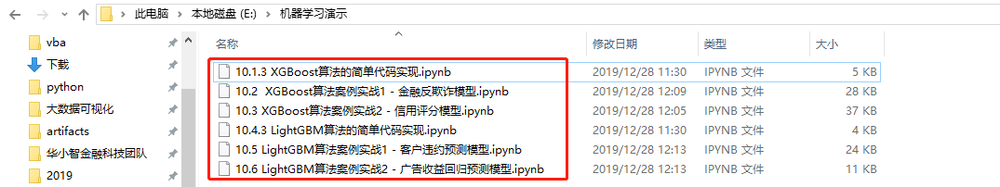 此电脑 › 本地磁盘 (E:) › 机器学习演示
vba
下载
python
大数据可视化
artifacts
华小智金融科技团队
2019
名称 修改日期 类型 大小
10.1.3 XGBoost算法的简单代码实现.ipynb 2019/12/28 11:30 IPYNB 文件 5 KB
10.2  XGBoost算法案例实战1 - 金融反欺诈模型.ipynb 2019/12/28 12:09 IPYNB 文件 28 KB
10.3 XGBoost算法案例实战2 - 信用评分模型.ipynb 2019/12/28 12:05 IPYNB 文件 37 KB
10.4.3 LightGBM算法的简单代码实现.ipynb 2019/12/28 11:30 IPYNB 文件 4 KB
10.5 LightGBM算法案例实战1 - 客户违约预测模型.ipynb 2019/12/28 12:13 IPYNB 文件 24 KB
10.6 LightGBM算法案例实战2 - 广告收益回归预测模型.ipynb 2019/12/28 12:13 IPYNB 文件 11 KB